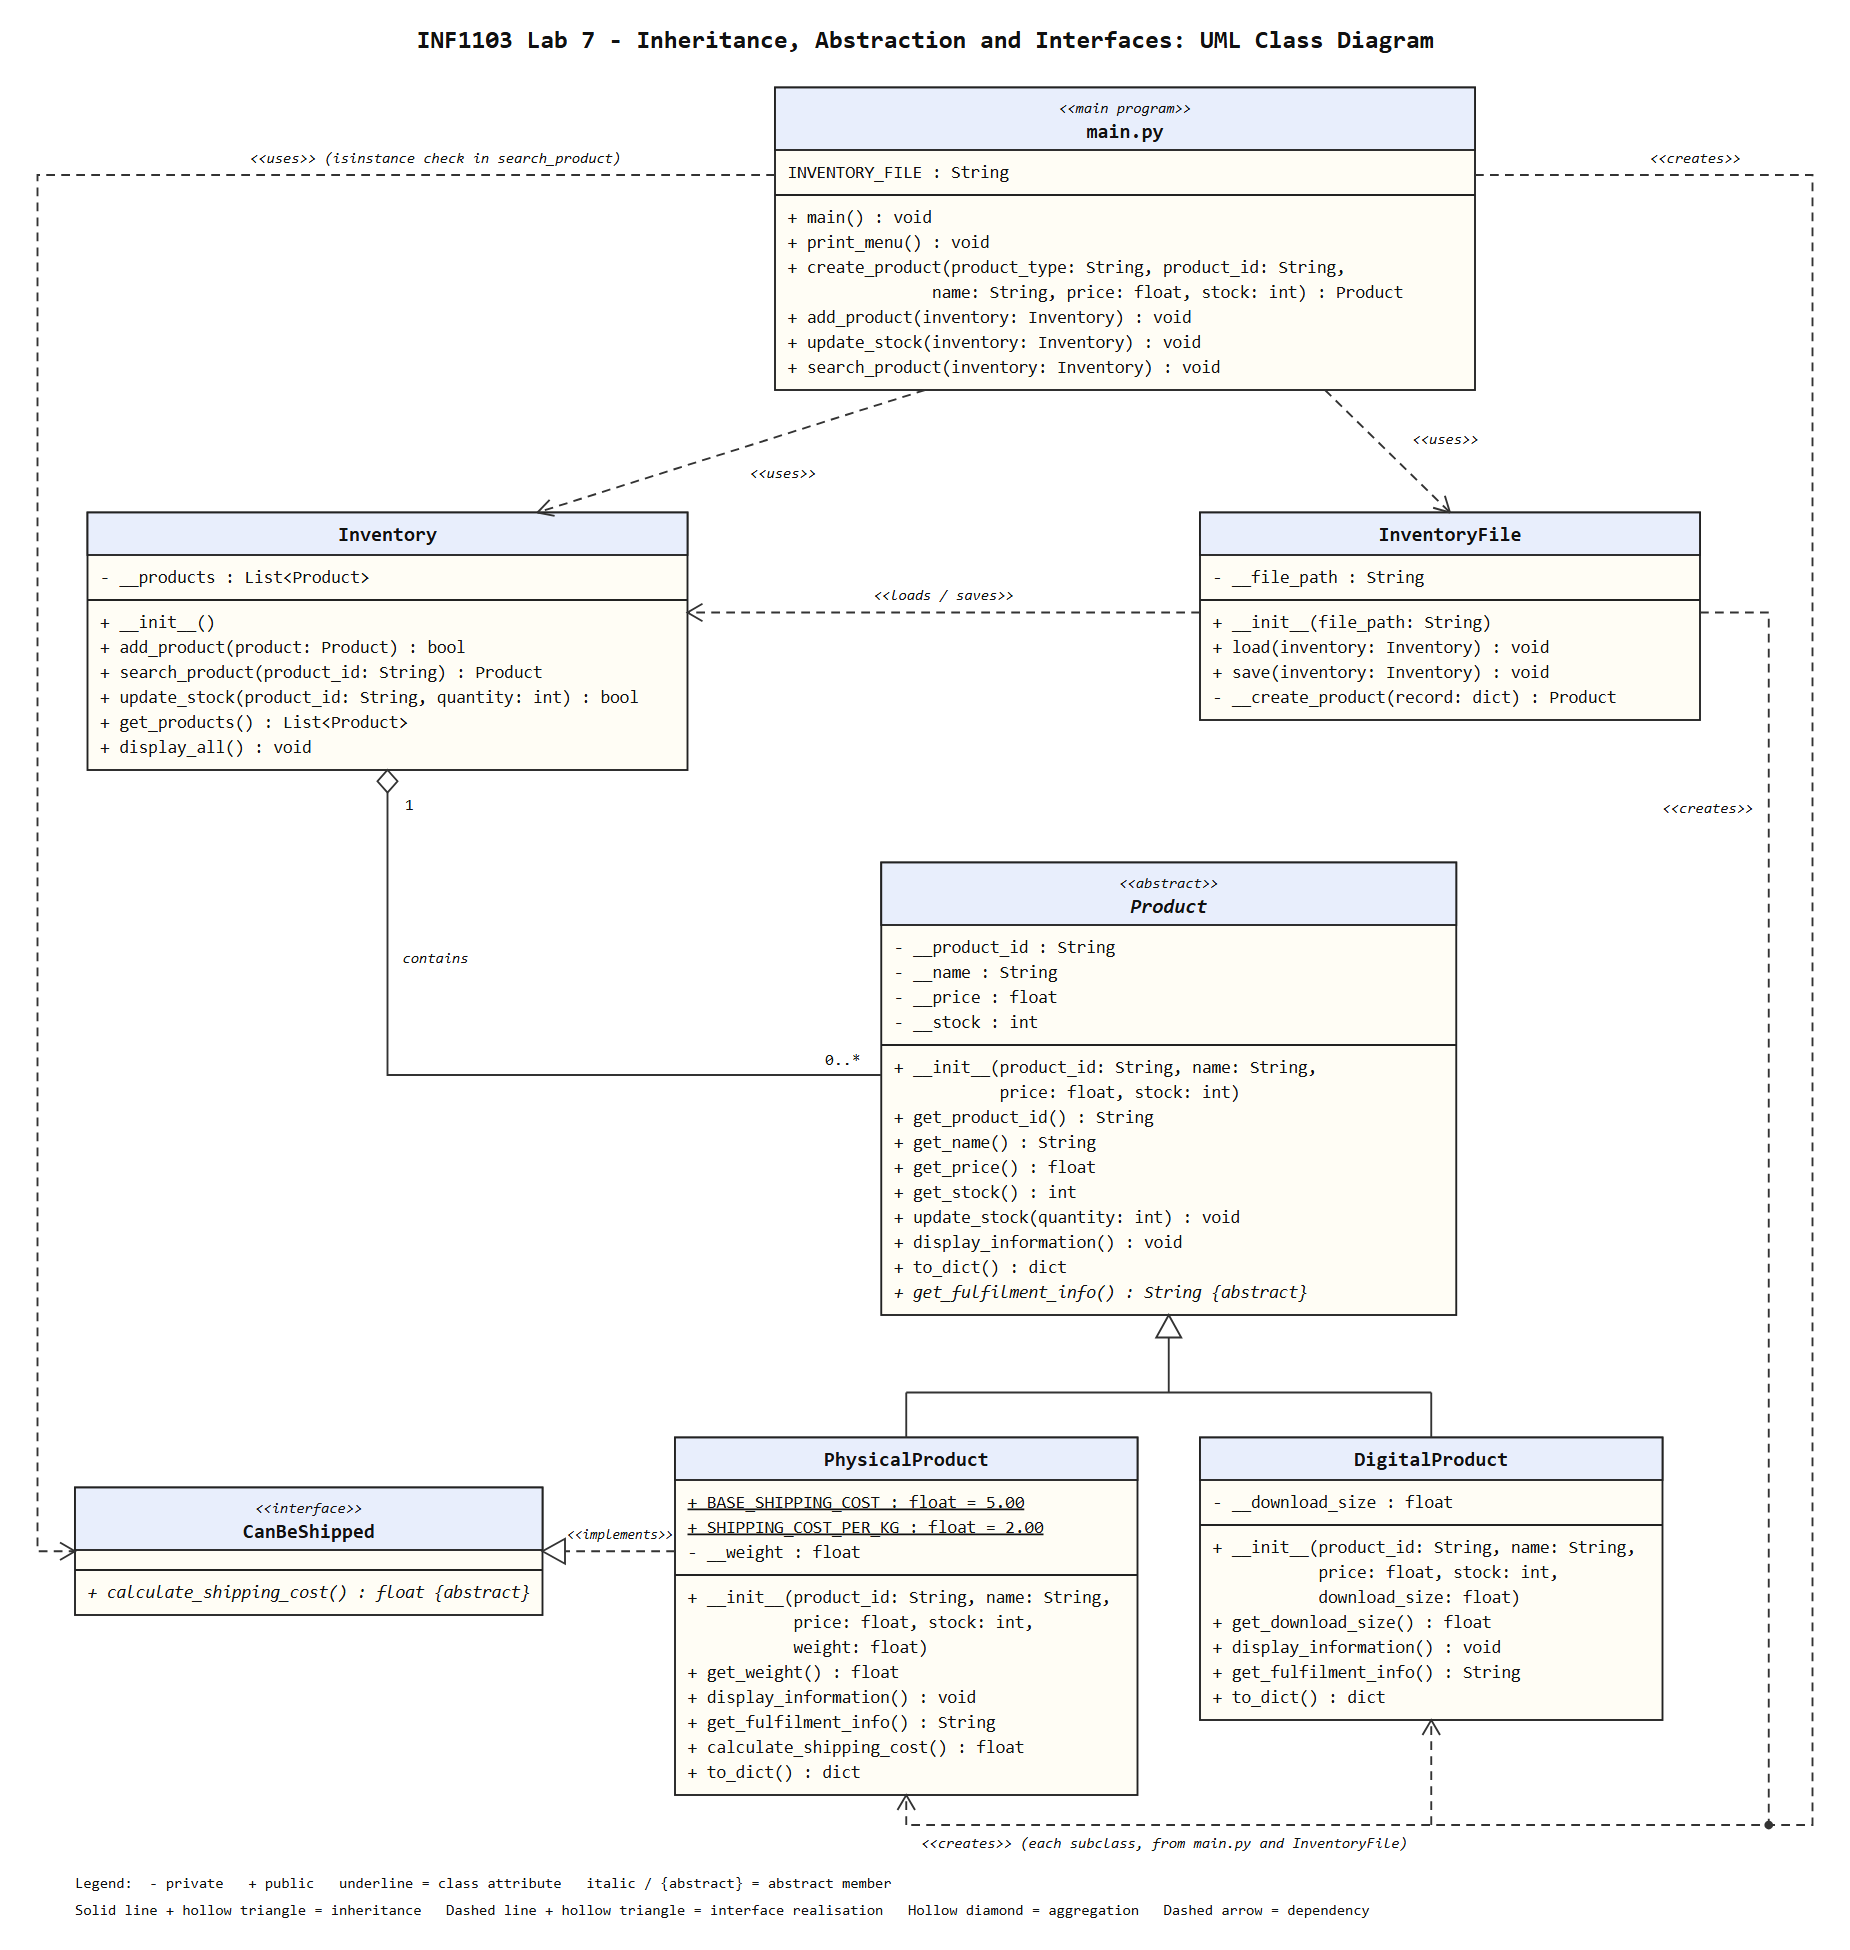 INF1103 Lab 7 - Inheritance, Abstraction and Interfaces: UML Class Diagram
<<main program>>
main.py
INVENTORY_FILE : String
+ main() : void
+ print_menu() : void
+ create_product(product_type: String, product_id: String,
name: String, price: float, stock: int) : Product
+ add_product(inventory: Inventory) : void
+ update_stock(inventory: Inventory) : void
+ search_product(inventory: Inventory) : void
<<uses>> (isinstance check in search_product)
<<creates>>
<<uses>>
<<uses>>
Inventory
- __products : List<Product>
+ __init__()
+ add_product(product: Product) : bool
+ search_product(product_id: String) : Product
+ update_stock(product_id: String, quantity: int) : bool
+ get_products() : List<Product>
+ display_all() : void
<<loads / saves>>
InventoryFile
- __file_path : String
+ __init__(file_path: String)
+ load(inventory: Inventory) : void
+ save(inventory: Inventory) : void
- __create_product(record: dict) : Product
1
contains
0..*
<<creates>>
<<abstract>>
Product
- __product_id : String
- __name : String
- __price : float
- __stock : int
+ __init__(product_id: String, name: String,
price: float, stock: int)
+ get_product_id() : String
+ get_name() : String
+ get_price() : float
+ get_stock() : int
+ update_stock(quantity: int) : void
+ display_information() : void
+ to_dict() : dict
+ get_fulfilment_info() : String {abstract}
<<interface>>
CanBeShipped
+ calculate_shipping_cost() : float {abstract}
<<implements>>
PhysicalProduct
+ BASE_SHIPPING_COST : float = 5.00
+ SHIPPING_COST_PER_KG : float = 2.00
- __weight : float
+ __init__(product_id: String, name: String,
price: float, stock: int,
weight: float)
+ get_weight() : float
+ display_information() : void
+ get_fulfilment_info() : String
+ calculate_shipping_cost() : float
+ to_dict() : dict
DigitalProduct
- __download_size : float
+ __init__(product_id: String, name: String,
price: float, stock: int,
download_size: float)
+ get_download_size() : float
+ display_information() : void
+ get_fulfilment_info() : String
+ to_dict() : dict
<<creates>> (each subclass, from main.py and InventoryFile)
Legend: - private + public underline = class attribute italic / {abstract} = abstract member
Solid line + hollow triangle = inheritance Dashed line + hollow triangle = interface realisation Hollow diamond = aggregation Dashed arrow = dependency